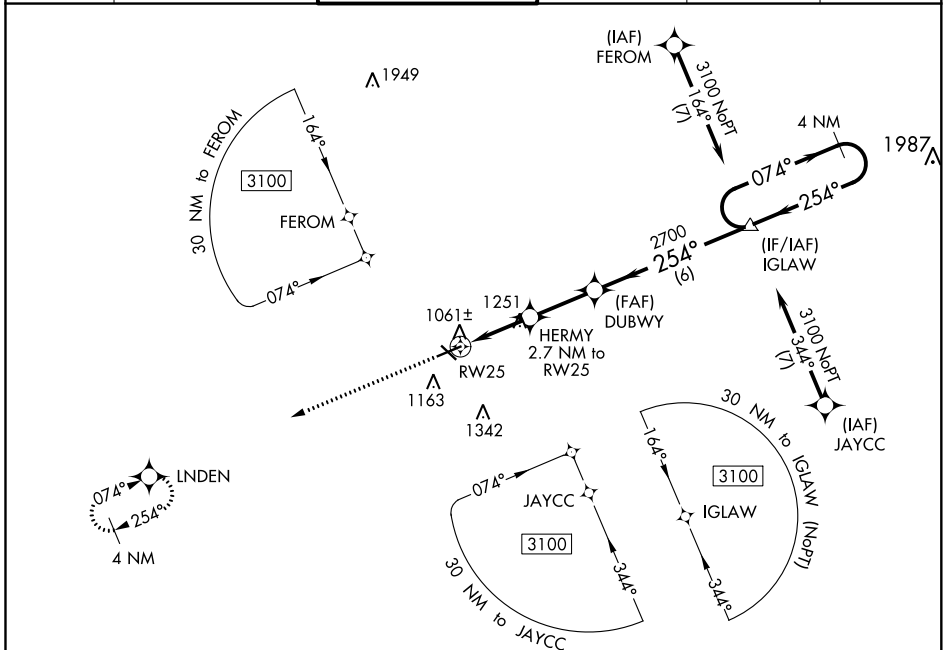 (IAF)
FEROM
3100 NoPT
164°
(7)
1949
30 NM to FEROM
164°
3100
FEROM
074°
4 NM
1987
074°
254°
(IF/IAF)
IGLAW
2700
254°
(6)
(FAF)
DUBWY
1251
HERMY
2.7 NM to
RW25
1061±
RW25
1163
1342
3100 NoPT
344°
(7)
(IAF)
JAYCC
LNDEN
074°
254°
4 NM
074°
JAYCC
3100
344°
30 NM to JAYCC
30 NM to IGLAW (NoPT)
164°
3100
IGLAW
344°